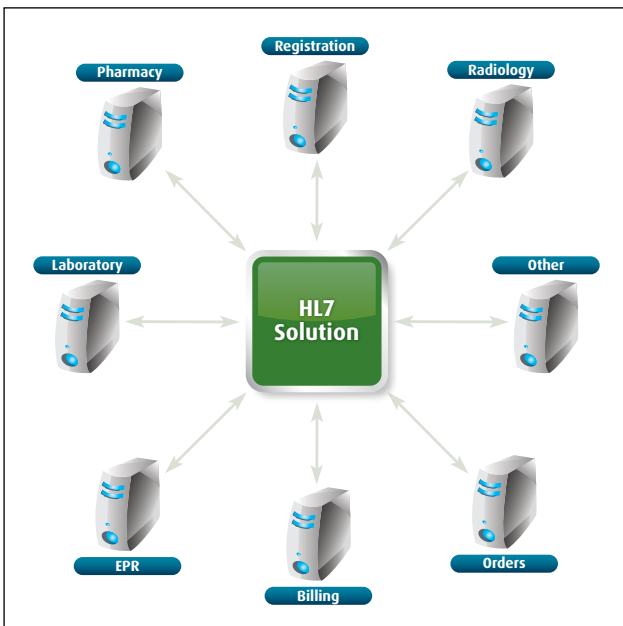 Registration
Pharmacy
Radiology
Laboratory
Other
HL7
Solution
EPR
Orders
Billing